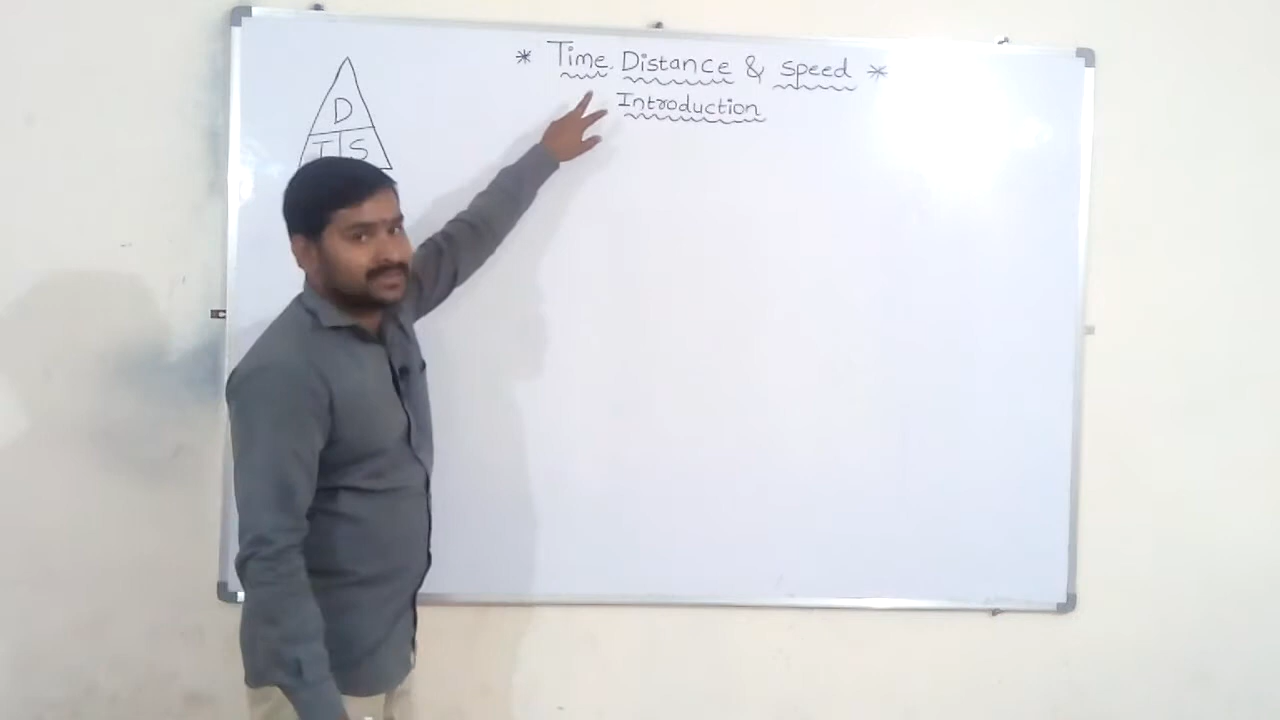 * Time, Distance & Speed *
Introduction
D
T S